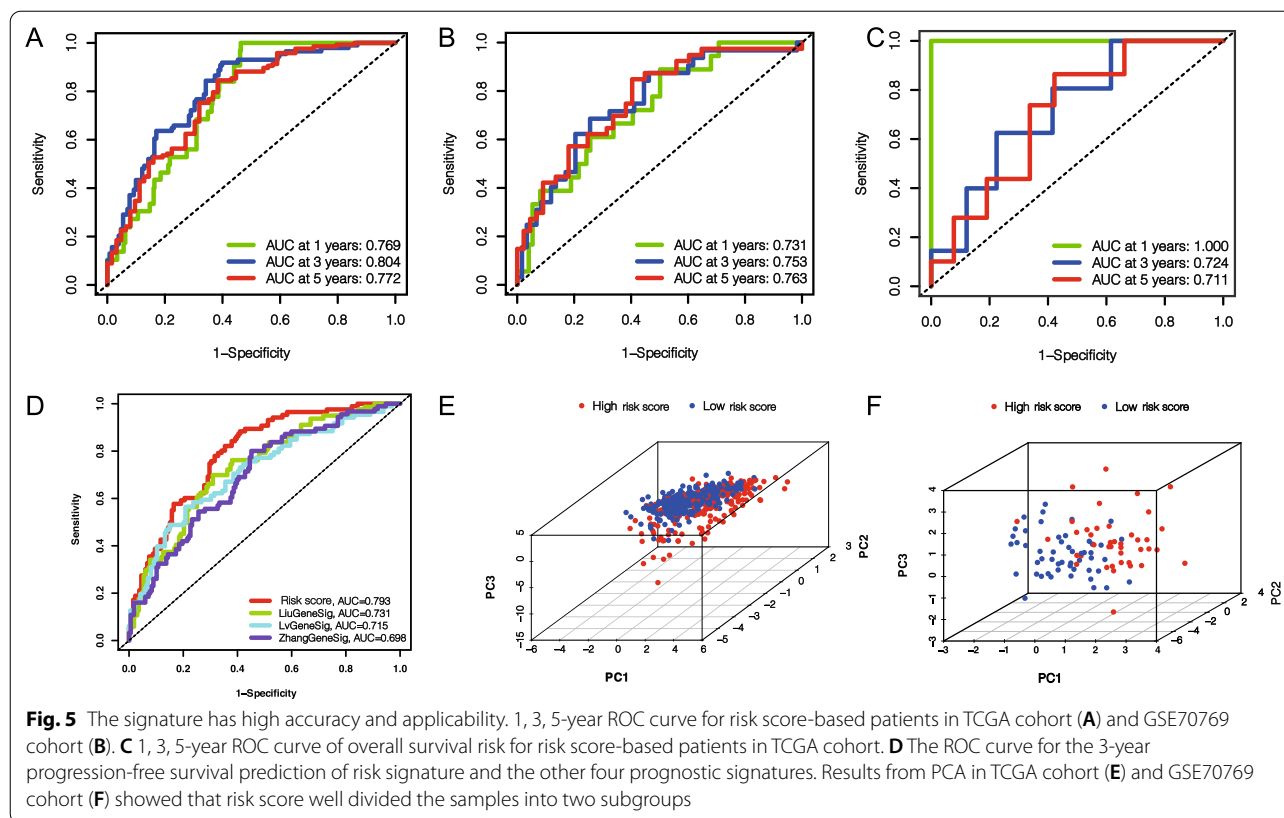 A
Sensitivity
1.0
0.8
0.6
0.4
0.2
0.0
AUC at 1 years: 0.769
AUC at 3 years: 0.804
AUC at 5 years: 0.772
0.0 0.2 0.4 0.6 0.8 1.0
1–Specificity
B
Sensitivity
1.0
0.8
0.6
0.4
0.2
0.0
AUC at 1 years: 0.731
AUC at 3 years: 0.753
AUC at 5 years: 0.763
0.0 0.2 0.4 0.6 0.8 1.0
1–Specificity
C
Sensitivity
1.0
0.8
0.6
0.4
0.2
0.0
AUC at 1 years: 1.000
AUC at 3 years: 0.724
AUC at 5 years: 0.711
0.0 0.2 0.4 0.6 0.8 1.0
1–Specificity
D
Sensitivity
1.0
0.8
0.6
0.4
0.2
0.0
Risk score, AUC=0.793
LiuGeneSig, AUC=0.731
LvGeneSig, AUC=0.715
ZhangGeneSig, AUC=0.698
0.0 0.2 0.4 0.6 0.8 1.0
1–Specificity
E
High risk score Low risk score
PC3
5
0
−5
−10
−15
−6 −4 −2 0 2 4 6
PC1
−5 −4 −3 −2 −1 0 1 2 3
PC2
F
High risk score Low risk score
PC3
4
3
2
1
0
−1
−2
−3
−3 −2 −1 0 1 2 3 4
PC1
−6 −4 −2 0 2 4
PC2
Fig. 5 The signature has high accuracy and applicability. 1, 3, 5-year ROC curve for risk score-based patients in TCGA cohort (A) and GSE70769
cohort (B). C 1, 3, 5-year ROC curve of overall survival risk for risk score-based patients in TCGA cohort. D The ROC curve for the 3-year
progression-free survival prediction of risk signature and the other four prognostic signatures. Results from PCA in TCGA cohort (E) and GSE70769
cohort (F) showed that risk score well divided the samples into two subgroups